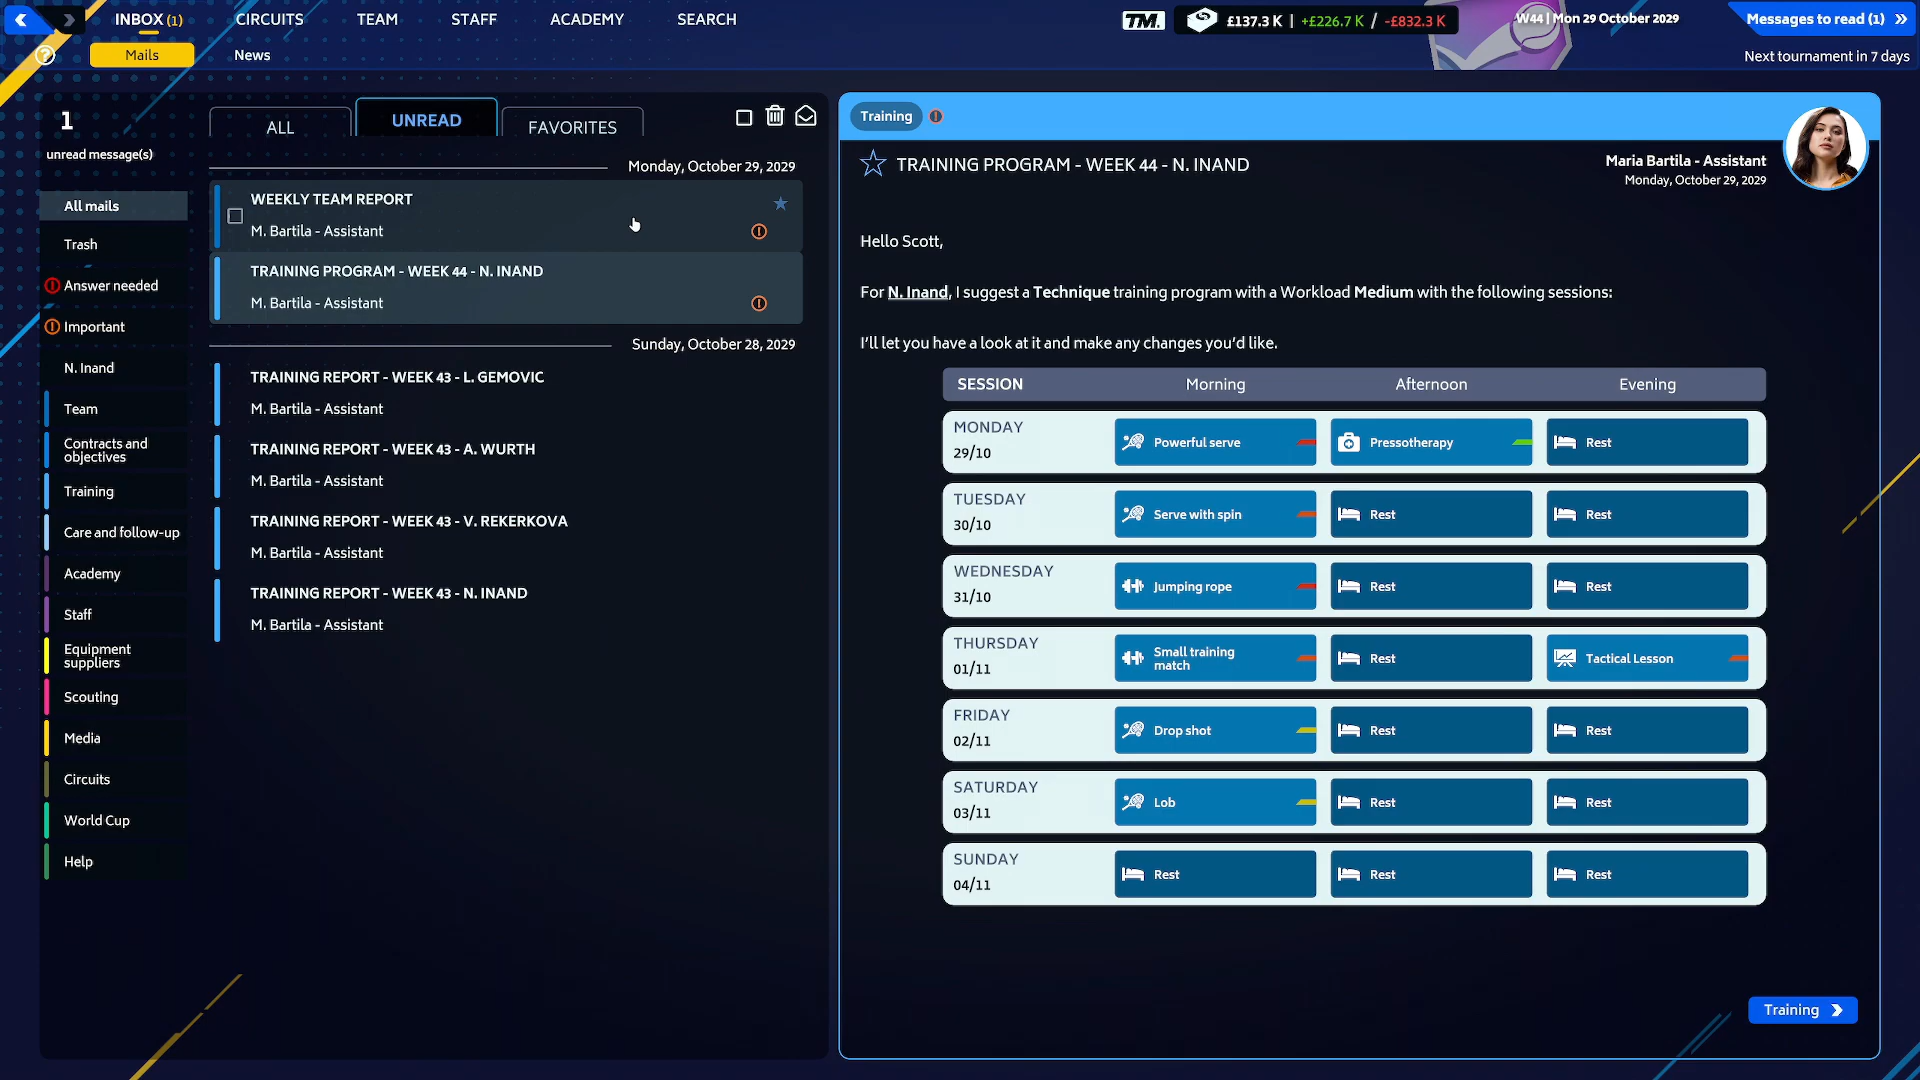 INBOX (1)
CIRCUITS
TEAM
STAFF
ACADEMY
SEARCH
TM.
£137.3 K | +£226.7 K / -£832.3 K
W44 | Mon 29 October 2029
Messages to read (1)
?
Mails
News
Next tournament in 7 days
1
unread message(s)
All mails
Trash
Answer needed
Important
N. Inand
Team
Contracts and
objectives
Training
Care and follow-up
Academy
Staff
Equipment
suppliers
Scouting
Media
Circuits
World Cup
Help
ALL
UNREAD
FAVORITES
Monday, October 29, 2029
WEEKLY TEAM REPORT
M. Bartila - Assistant
TRAINING PROGRAM - WEEK 44 - N. INAND
M. Bartila - Assistant
Sunday, October 28, 2029
TRAINING REPORT - WEEK 43 - L. GEMOVIC
M. Bartila - Assistant
TRAINING REPORT - WEEK 43 - A. WURTH
M. Bartila - Assistant
TRAINING REPORT - WEEK 43 - V. REKERKOVA
M. Bartila - Assistant
TRAINING REPORT - WEEK 43 - N. INAND
M. Bartila - Assistant
Training
TRAINING PROGRAM - WEEK 44 - N. INAND
Maria Bartila - Assistant
Monday, October 29, 2029
Hello Scott,
For N. Inand, I suggest a Technique training program with a Workload Medium with the following sessions:
I'll let you have a look at it and make any changes you'd like.
SESSION Morning Afternoon Evening
MONDAY
29/10
Powerful serve
Pressotherapy
Rest
TUESDAY
30/10
Serve with spin
Rest
Rest
WEDNESDAY
31/10
Jumping rope
Rest
Rest
THURSDAY
01/11
Small training
match
Rest
Tactical Lesson
FRIDAY
02/11
Drop shot
Rest
Rest
SATURDAY
03/11
Lob
Rest
Rest
SUNDAY
04/11
Rest
Rest
Rest
Training